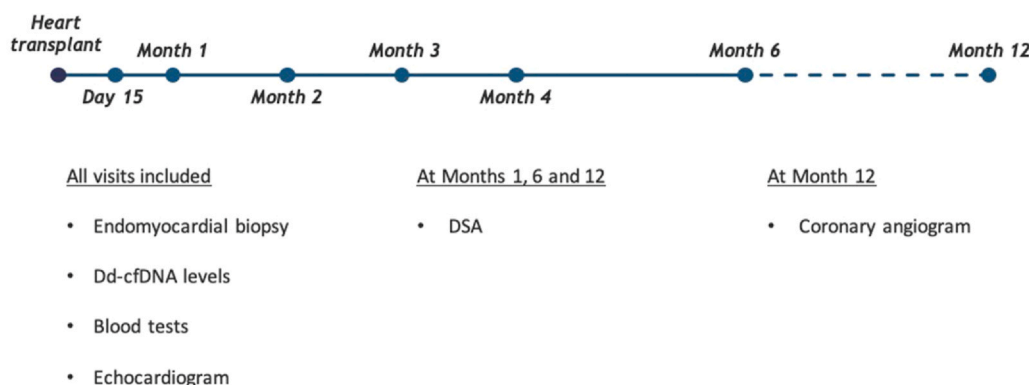 Heart
transplant
Month 1
Month 3
Month 6
Month 12
Day 15
Month 2
Month 4
All visits included
• Endomyocardial biopsy
• Dd-cfDNA levels
• Blood tests
• Echocardiogram
At Months 1, 6 and 12
• DSA
At Month 12
• Coronary angiogram